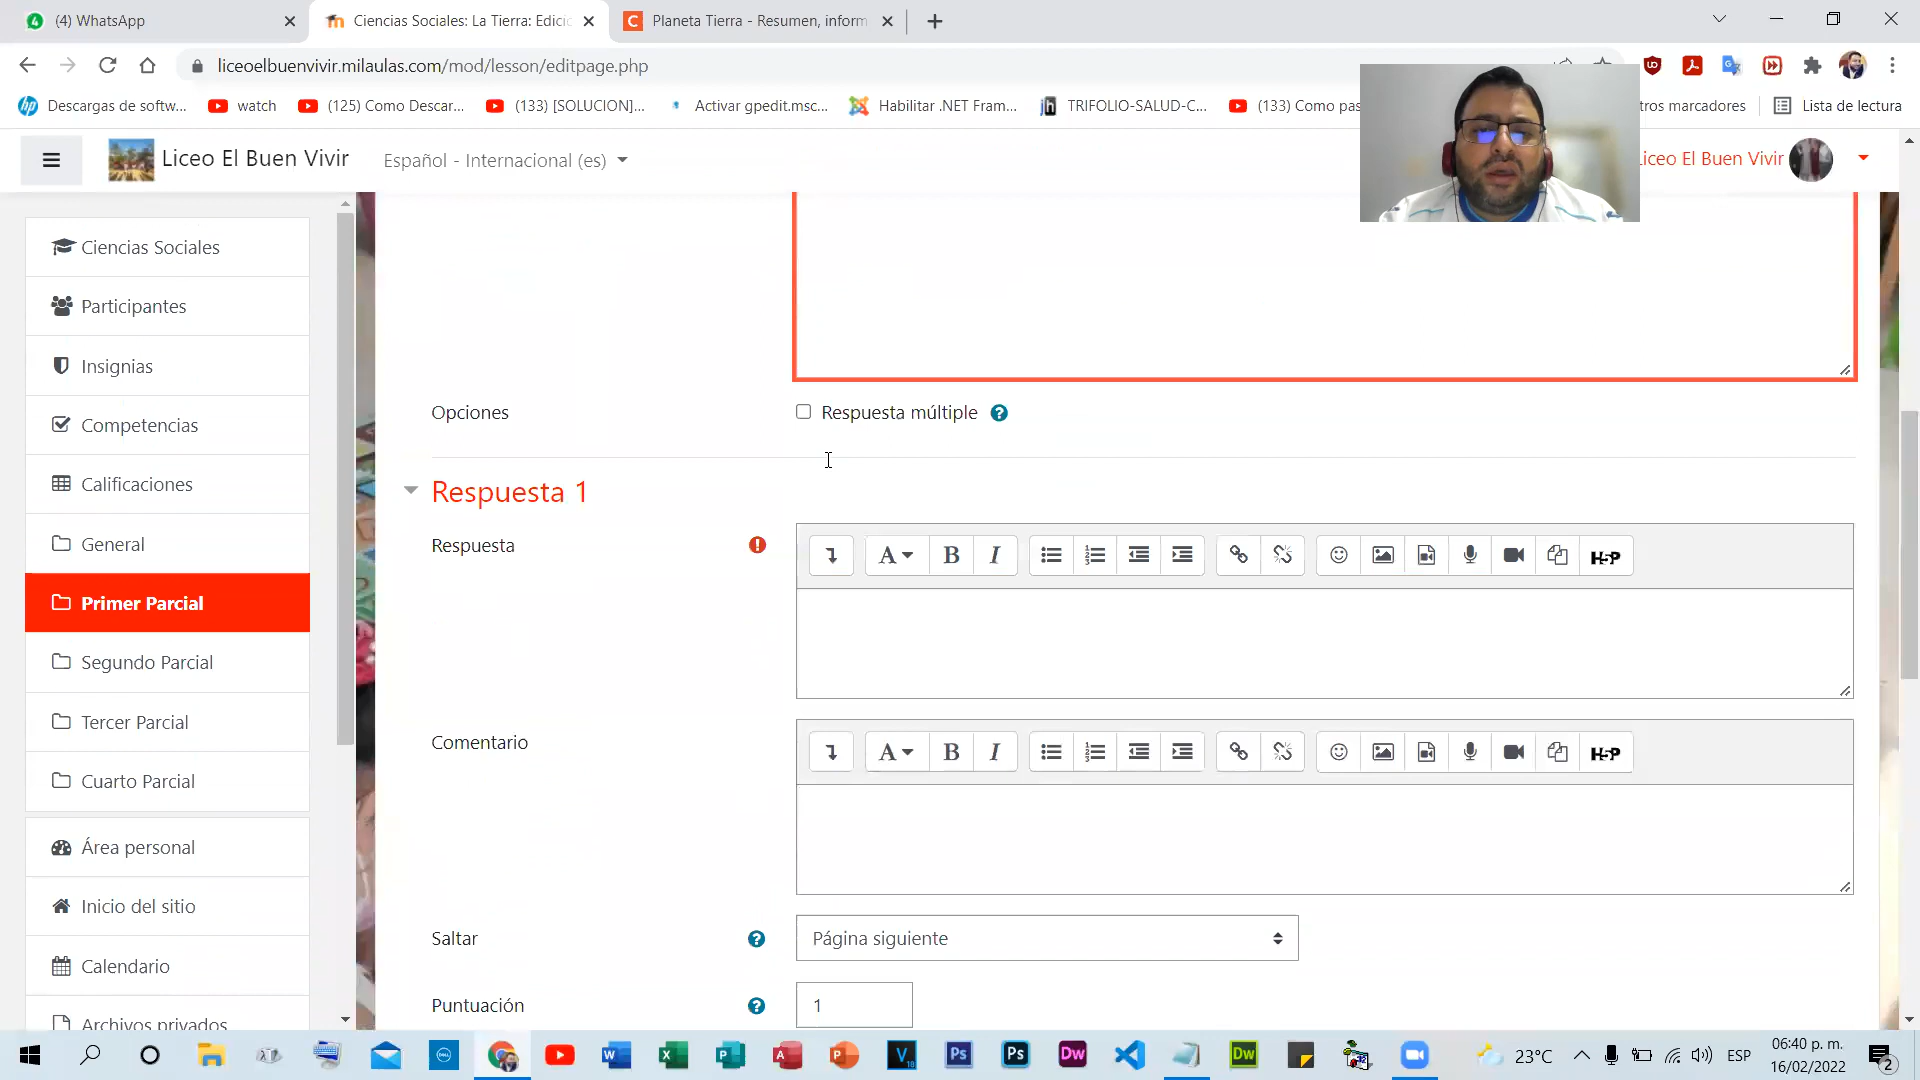 (4) WhatsApp
Ciencias Sociales: La Tierra: Edici
Planeta Tierra - Resumen, inform
liceoelbuenvivir.milaulas.com/mod/lesson/editpage.php
Descargas de softw...
watch
(125) Como Descar...
(133) [SOLUCION]...
Activar gpedit.msc...
Habilitar .NET Fram...
TRIFOLIO-SALUD-C...
(133) Como pas
tros marcadores
Lista de lectura
Liceo El Buen Vivir
Español - Internacional (es)
Liceo El Buen Vivir
Ciencias Sociales
Participantes
Insignias
Competencias
Calificaciones
General
Primer Parcial
Segundo Parcial
Tercer Parcial
Cuarto Parcial
Área personal
Inicio del sitio
Calendario
Archivos privados
Opciones
Respuesta múltiple
Respuesta 1
Respuesta
A B I
H5P
Comentario
A B I
H5P
Saltar
Página siguiente
Puntuación
1
23°C
ESP
06:40 p. m.
16/02/2022
2